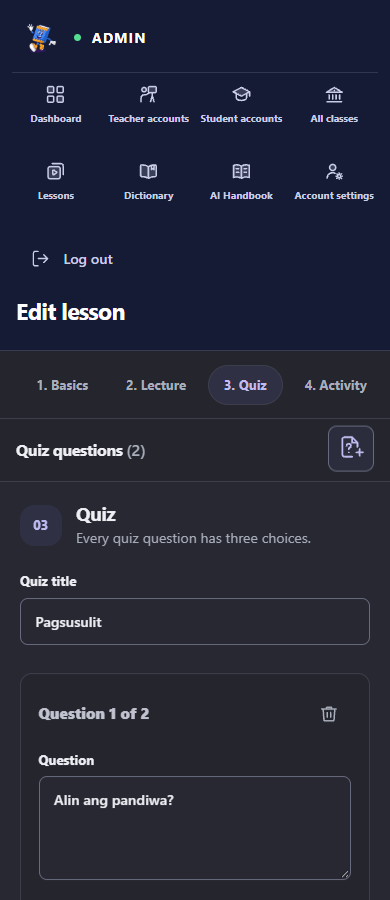 ADMIN
Dashboard
Teacher accounts
Student accounts
All classes
Lessons
Dictionary
AI Handbook
Account settings
Log out
Edit lesson
1. Basics
2. Lecture
3. Quiz
4. Activity
Quiz questions (2)
03
Quiz
Every quiz question has three choices.
Quiz title
Pagsusulit
Question 1 of 2
Question
Alin ang pandiwa?